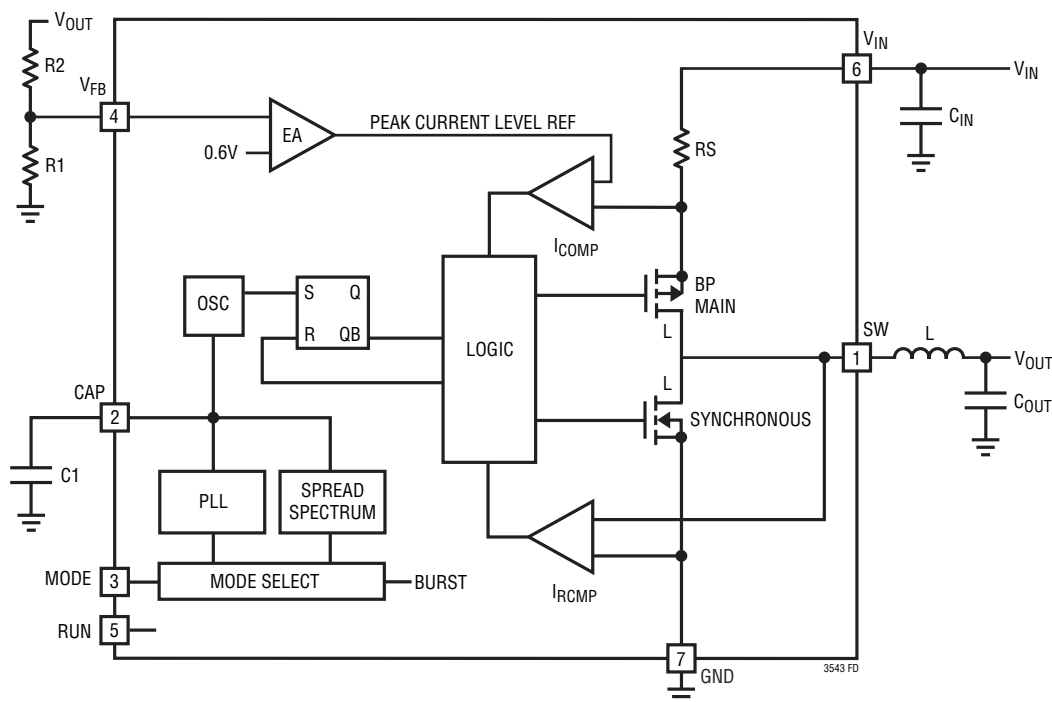 VOUT
R2
VFB
4
R1
0.6V
EA
PEAK CURRENT LEVEL REF
VIN
6
VIN
CIN
RS
ICOMP
BP
MAIN
L
OSC
S Q
R QB
LOGIC
SW
1
L
VOUT
COUT
L
SYNCHRONOUS
CAP
2
C1
PLL
SPREAD
SPECTRUM
MODE
3
MODE SELECT
BURST
IRCMP
RUN
5
7
GND
3543 FD